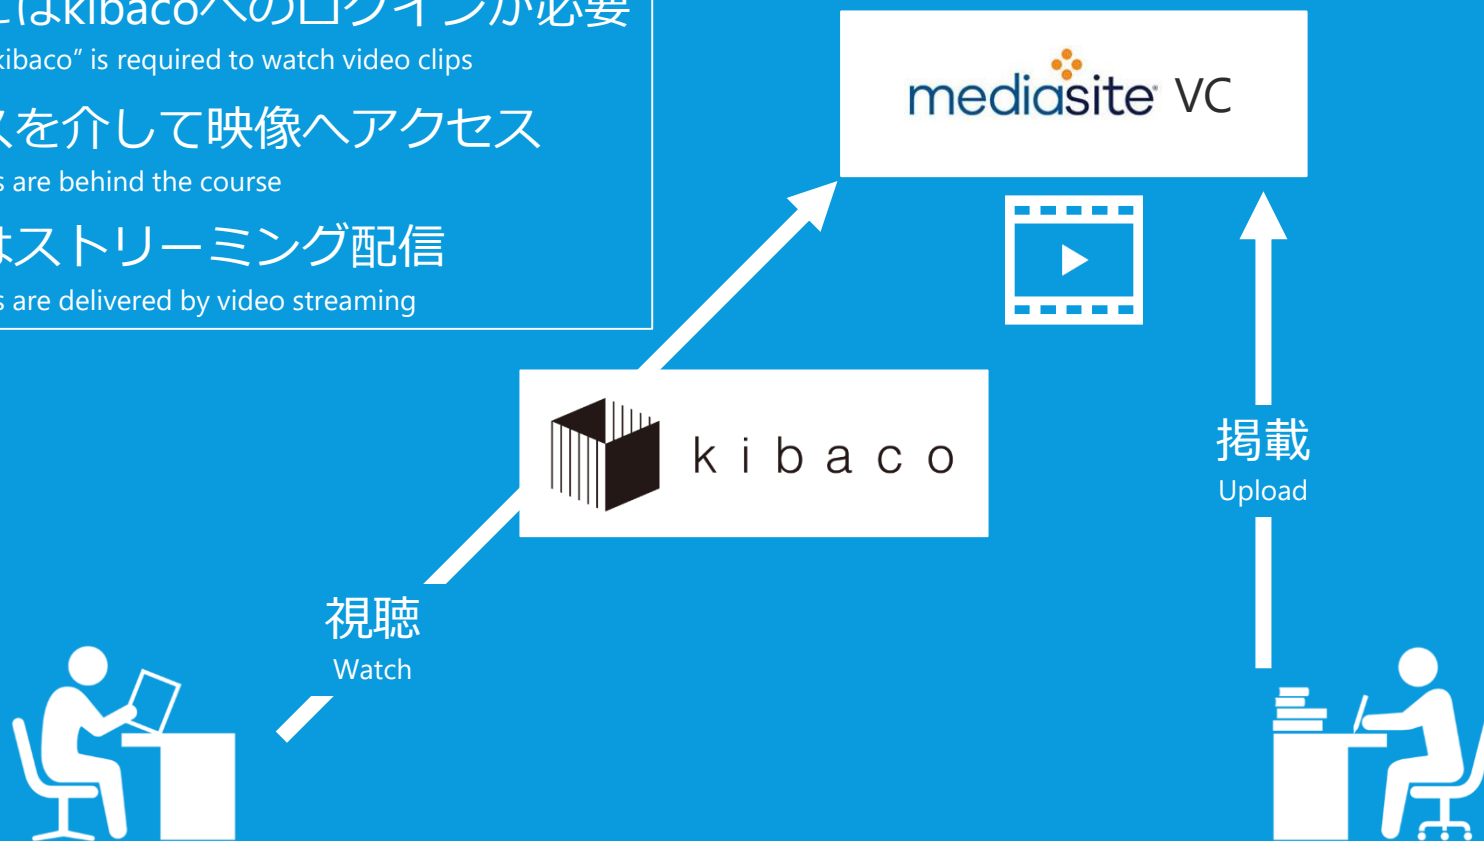 はkibacoへのログインが必要
kibaco” is required to watch video clips
を介して映像へアクセス
s are behind the course
ストリーミング配信
s are delivered by video streaming
mediasite VC
kibaco
掲載
Upload
視聴
Watch